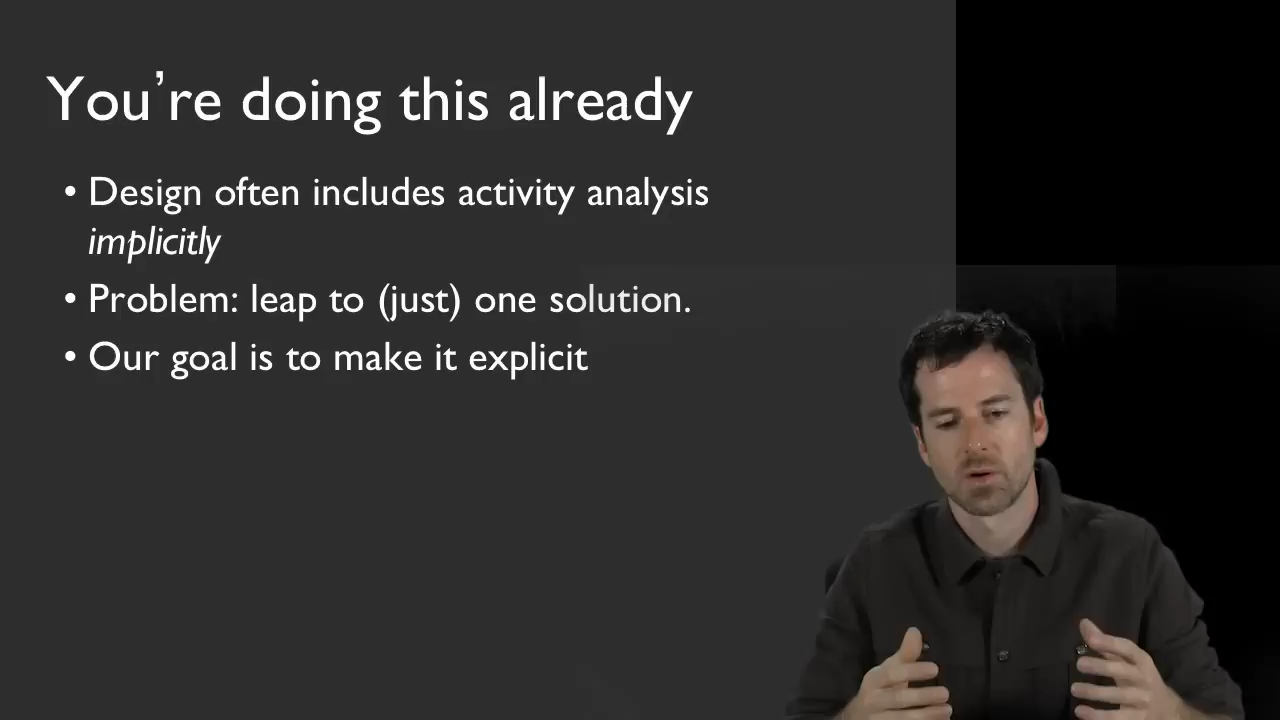 You’re doing this already
• Design often includes activity analysis
implicitly
• Problem: leap to (just) one solution.
• Our goal is to make it explicit